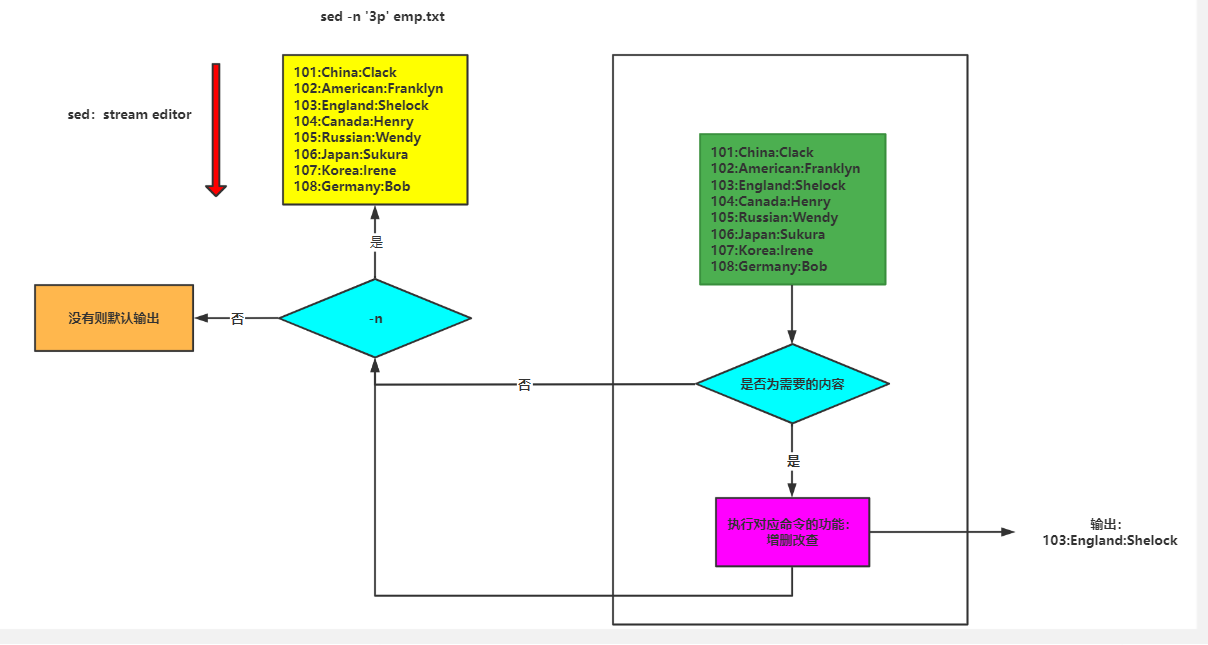 sed -n '3p' emp.txt
sed：stream editor
101:China:Clack
102:American:Franklyn
103:England:Shelock
104:Canada:Henry
105:Russian:Wendy
106:Japan:Sukura
107:Korea:Irene
108:Germany:Bob
101:China:Clack
102:American:Franklyn
103:England:Shelock
104:Canada:Henry
105:Russian:Wendy
106:Japan:Sukura
107:Korea:Irene
108:Germany:Bob
是
没有则默认输出
否
-n
否
是否为需要的内容
是
执行对应命令的功能：
增删改查
输出：
103:England:Shelock